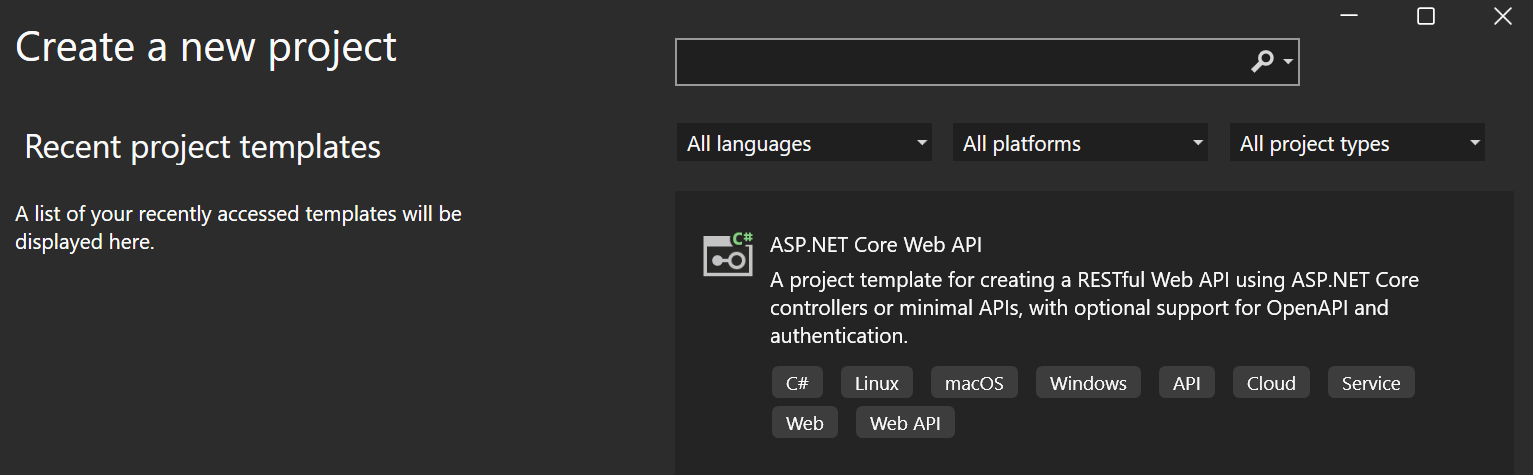 Create a new project
Recent project templates
A list of your recently accessed templates will be
displayed here.
All languages
All platforms
All project types
C#
ASP.NET Core Web API
A project template for creating a RESTful Web API using ASP.NET Core
controllers or minimal APIs, with optional support for OpenAPI and
authentication.
C# Linux macOS Windows API Cloud Service
Web Web API